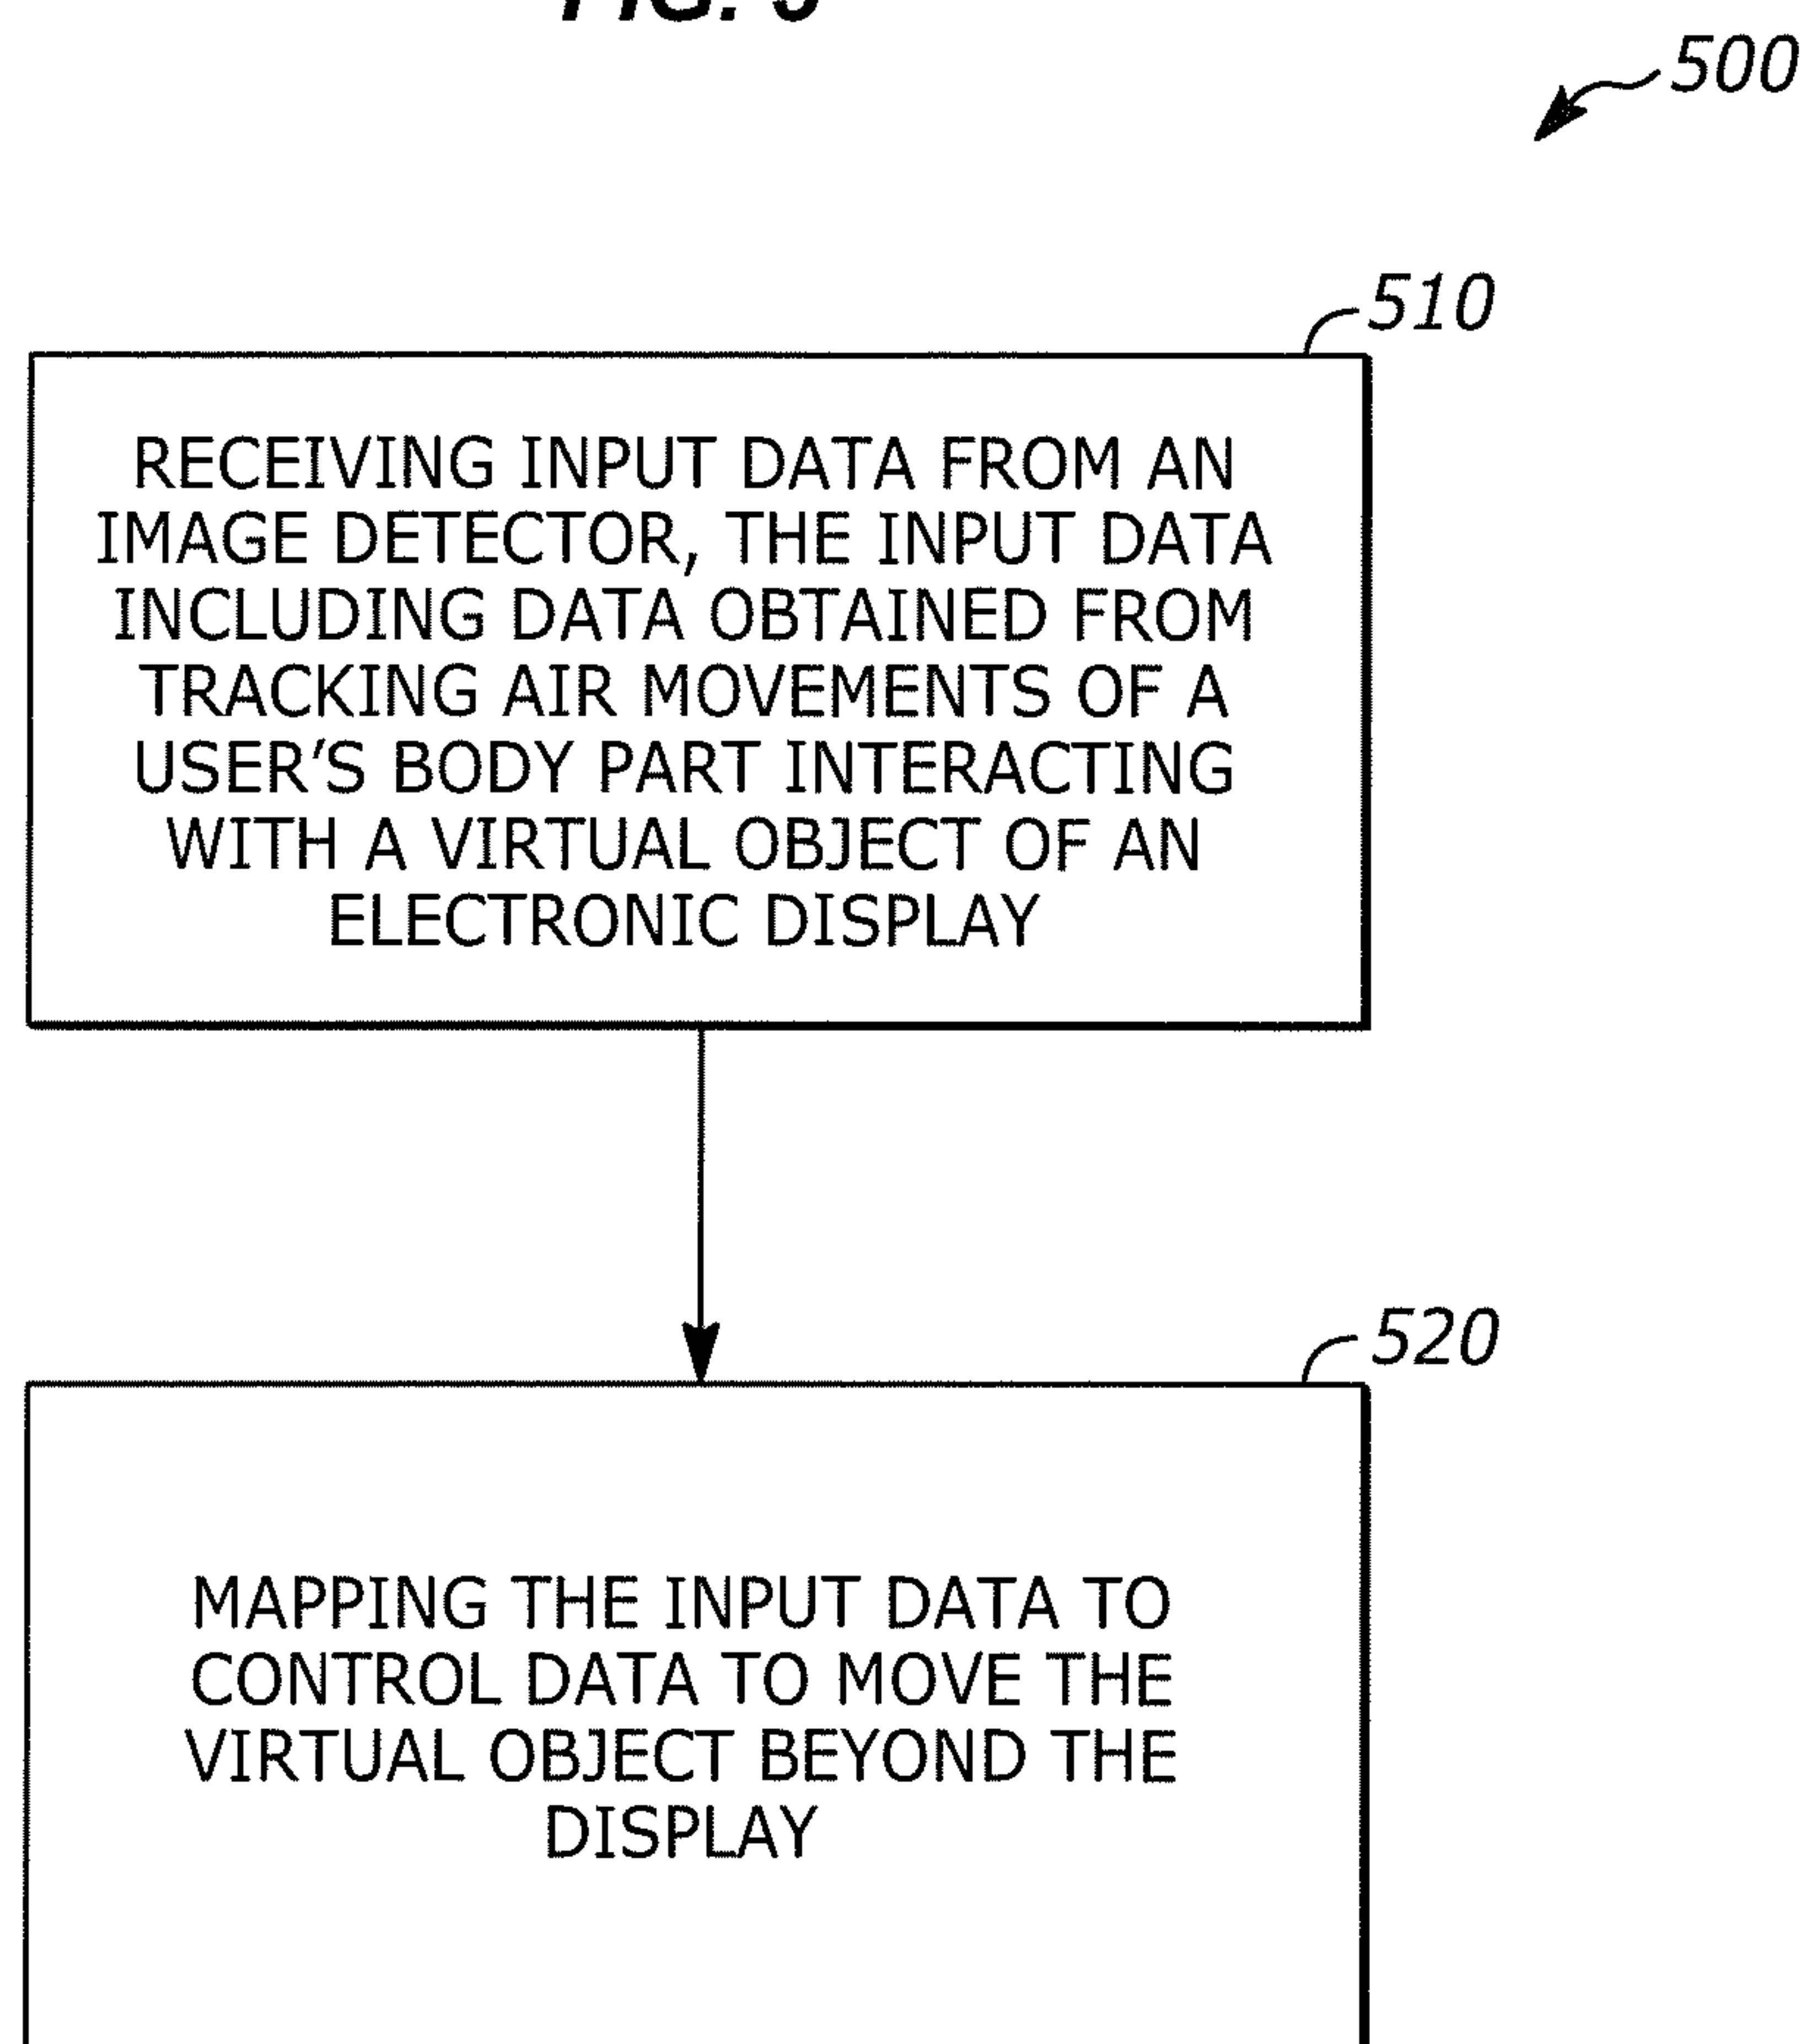 FIG.
500
510
RECEIVING INPUT DATA FROM AN
IMAGE DETECTOR, THE INPUT DATA
INCLUDING DATA OBTAINED FROM
TRACKING AIR MOVEMENTS OF A
USER'S BODY PART INTERACTING
WITH A VIRTUAL OBJECT OF AN
ELECTRONIC DISPLAY
520
MAPPING THE INPUT DATA TO
CONTROL DATA TO MOVE THE
VIRTUAL OBJECT BEYOND THE
DISPLAY